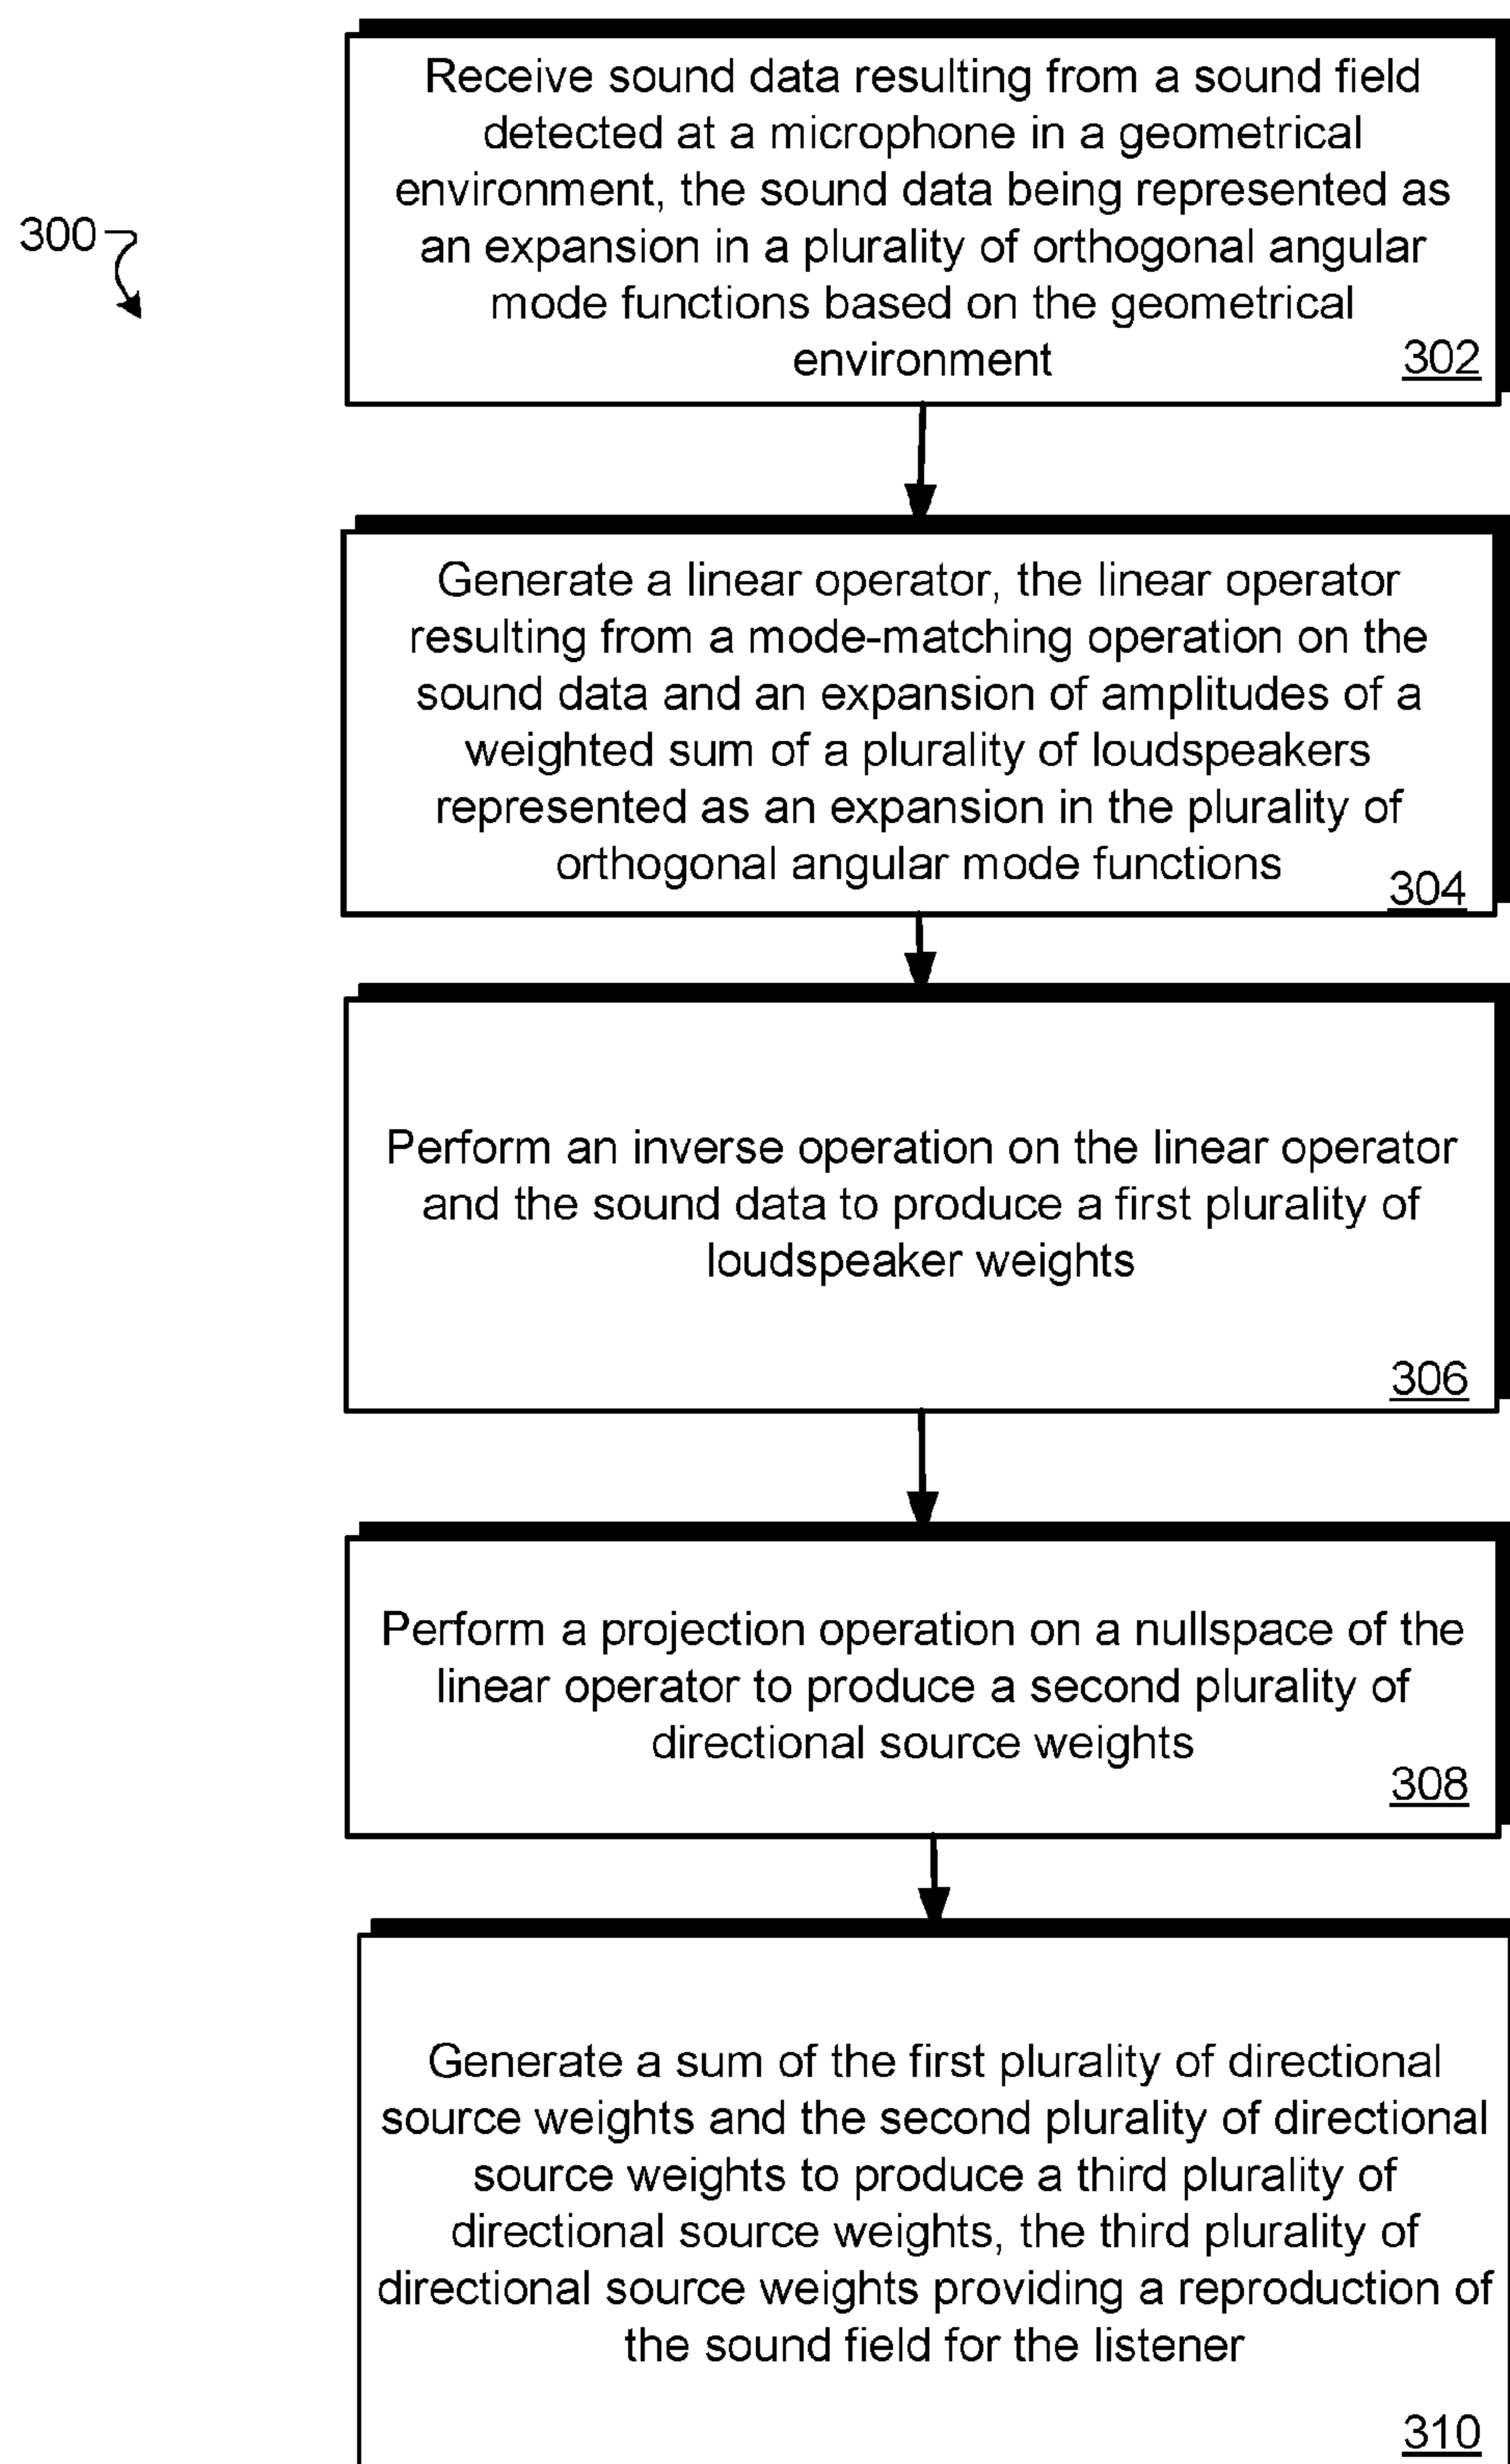 300
Receive sound data resulting from a sound field
detected at a microphone in a geometrical
environment, the sound data being represented as
an expansion in a plurality of orthogonal angular
mode functions based on the geometrical
environment
302
Generate a linear operator, the linear operator
resulting from a mode-matching operation on the
sound data and an expansion of amplitudes of a
weighted sum of a plurality of loudspeakers
represented as an expansion in the plurality of
orthogonal angular mode functions
304
Perform an inverse operation on the linear operator
and the sound data to produce a first plurality of
loudspeaker weights
306
Perform a projection operation on a nullspace of the
linear operator to produce a second plurality of
directional source weights
308
Generate a sum of the first plurality of directional
source weights and the second plurality of directional
source weights to produce a third plurality of
directional source weights, the third plurality of
directional source weights providing a reproduction of
the sound field for the listener
310